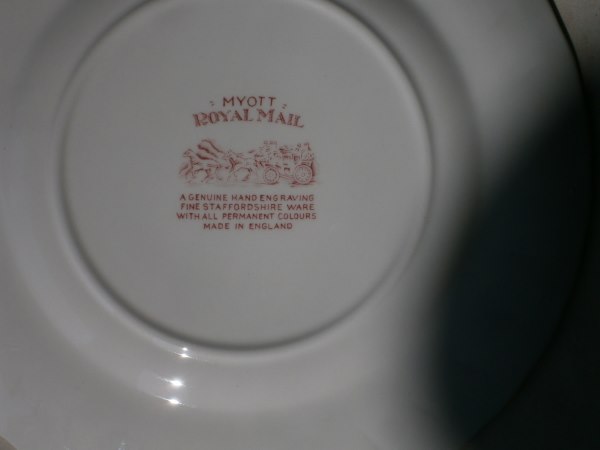 MYOTT
ROYAL MAIL
A GENUINE HAND ENGRAVING
FINE STAFFORDSHIRE WARE
WITH ALL PERMANENT COLOURS
MADE IN ENGLAND